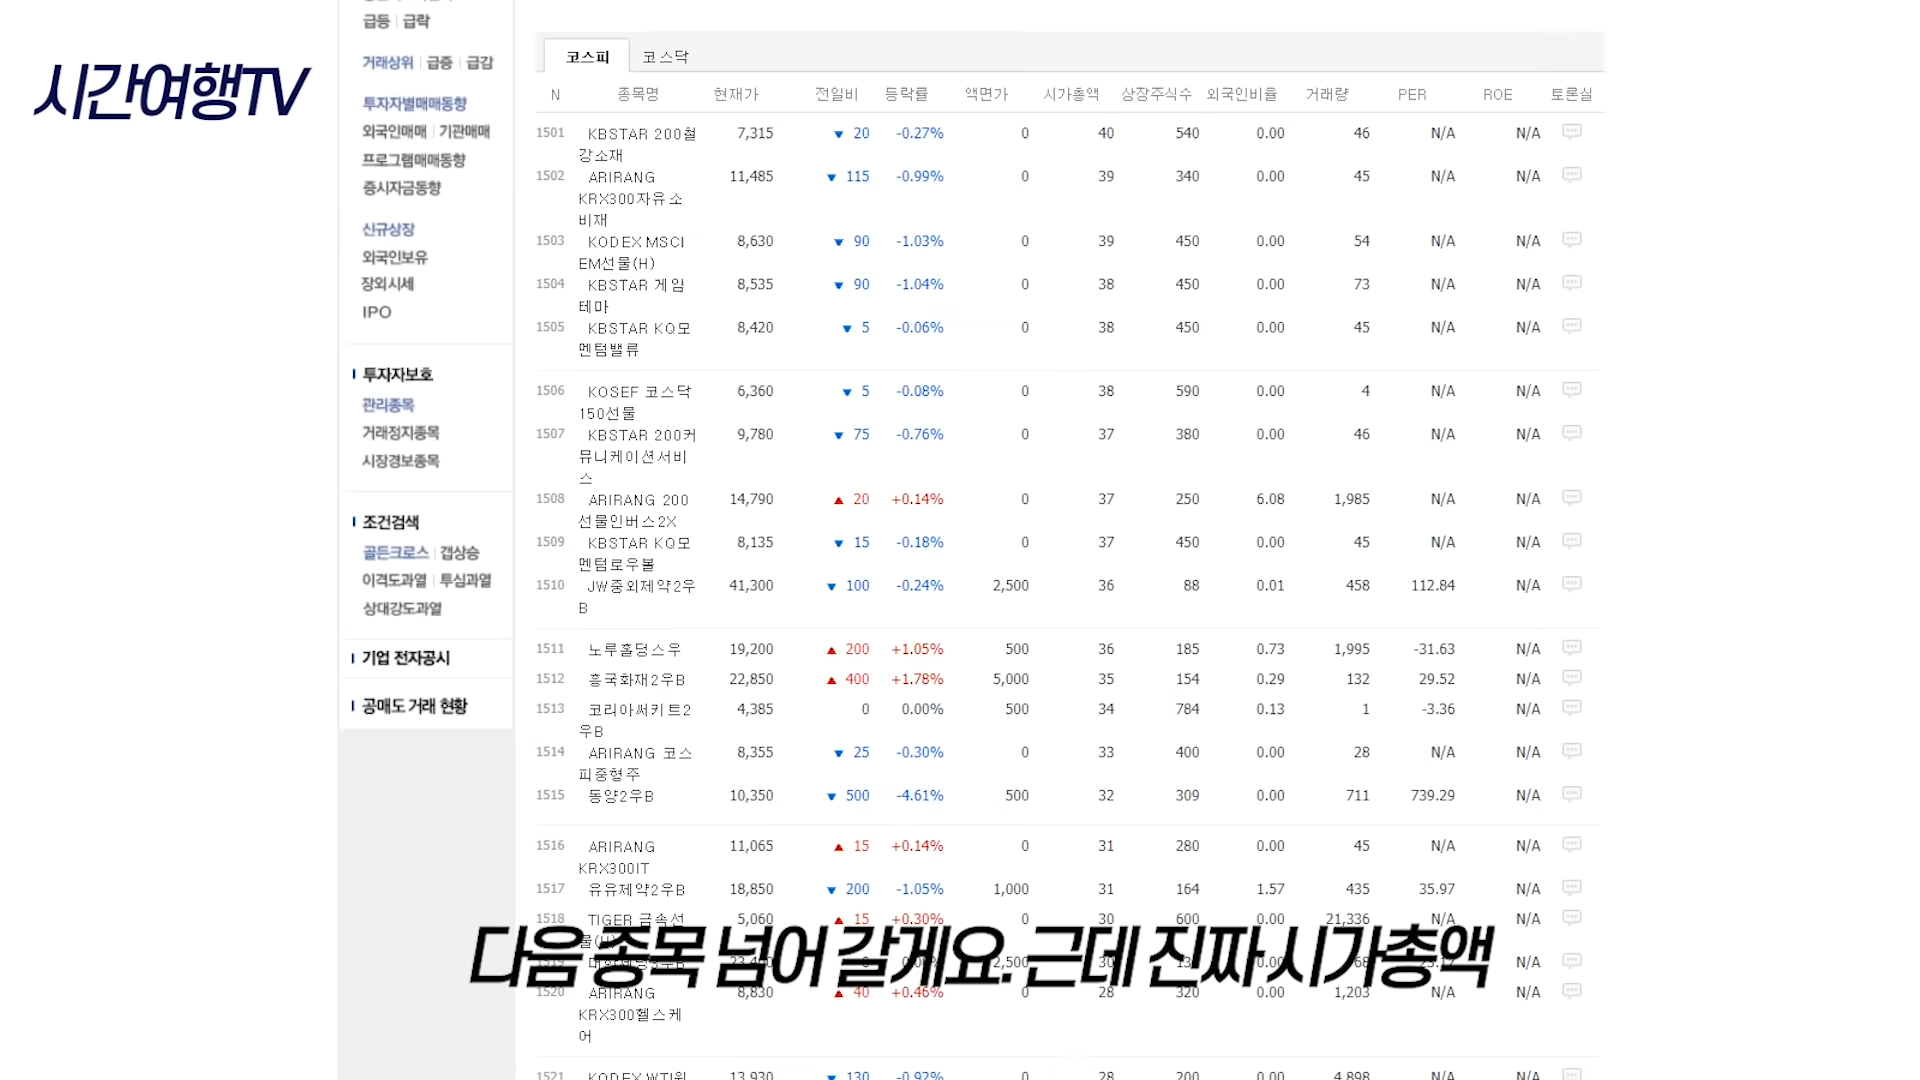 급등 | 급락
시간여행TV
거래상위 | 급증 | 급감
투자자별매매동향
외국인매매 | 기관매매
프로그램매매동향
증시자금동향
신규상장
외국인보유
장외시세
IPO
투자자보호
관리종목
거래정지종목
시장경보종목
조건검색
골든크로스 | 갭상승
이격도과열 | 투심과열
상대강도과열
기업 전자공시
공매도 거래 현황
코스피 코스닥
N 종목명 현재가 전일비 등락률 액면가 시가총액 상장주식수 외국인비율 거래량 PER ROE 토론실
1501 KBSTAR 200철 7,315 ▼ 20 -0.27% 0 40 540 0.00 46 N/A N/A
강소재
1502 ARIRANG 11,485 ▼ 115 -0.99% 0 39 340 0.00 45 N/A N/A
KRX300자유소
비재
1503 KODEX MSCI 8,630 ▼ 90 -1.03% 0 39 450 0.00 54 N/A N/A
EM선물(H)
1504 KBSTAR 게임 8,535 ▼ 90 -1.04% 0 38 450 0.00 73 N/A N/A
테마
1505 KBSTAR KQ모 8,420 ▼ 5 -0.06% 0 38 450 0.00 45 N/A N/A
멘텀밸류
1506 KOSEF 코스닥 6,360 ▼ 5 -0.08% 0 38 590 0.00 4 N/A N/A
150선물
1507 KBSTAR 200커 9,780 ▼ 75 -0.76% 0 37 380 0.00 46 N/A N/A
뮤니케이션서비
스
1508 ARIRANG 200 14,790 ▲ 20 +0.14% 0 37 250 6.08 1,985 N/A N/A
선물인버스2X
1509 KBSTAR KQ모 8,135 ▼ 15 -0.18% 0 37 450 0.00 45 N/A N/A
멘텀로우볼
1510 JW중외제약2우 41,300 ▼ 100 -0.24% 2,500 36 88 0.01 458 112.84 N/A
B
1511 노루홀딩스우 19,200 ▲ 200 +1.05% 500 36 185 0.73 1,995 -31.63 N/A
1512 흥국화재2우B 22,850 ▲ 400 +1.78% 5,000 35 154 0.29 132 29.52 N/A
1513 코리아써키트2 4,385 0 0.00% 500 34 784 0.13 1 -3.36 N/A
우B
1514 ARIRANG 코스 8,355 ▼ 25 -0.30% 0 33 400 0.00 28 N/A N/A
피중형주
1515 동양2우B 10,350 ▼ 500 -4.61% 500 32 309 0.00 711 739.29 N/A
1516 ARIRANG 11,065 ▲ 15 +0.14% 0 31 280 0.00 45 N/A N/A
KRX300IT
1517 유유제약2우B 18,850 ▼ 200 -1.05% 1,000 31 164 1.57 435 35.97 N/A
1518 TIGER 금속선 5,060 ▲ 15 +0.30% 0 30 600 0.00 21,336 N/A N/A
물(H)
1519 N/A
다음 종목 넘어 갈게요. 근데 진짜 시가총액
1520 ARIRANG 8,830 ▲ 40 +0.46% 0 28 320 0.00 1,203 N/A N/A
KRX300헬스케
어
1521 KODEX WTI원 13,930 ▼ 130 -0.92% 0 28 200 0.00 4,898 N/A N/A